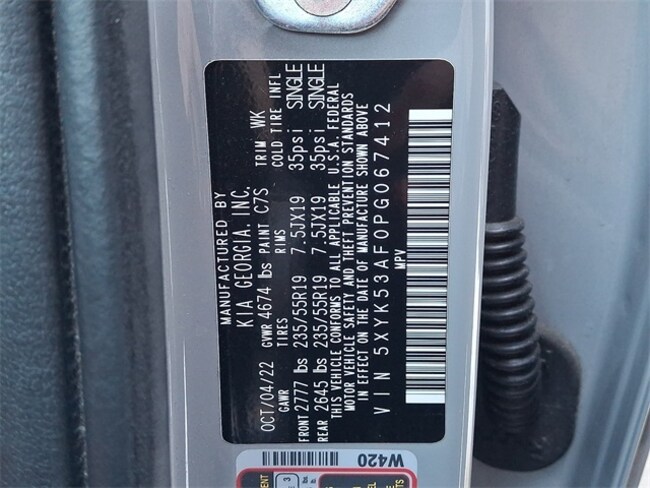 MANUFACTURED BY
KIA GEORGIA, INC.
OCT/04/22 GVWR 4674 lbs PAINT C7S TRIM WK
GAWR TIRES RIMS COLD TIRE INFL
FRONT 2777 lbs 235/55R19 7.5JX19 35psi SINGLE
REAR 2645 lbs 235/55R19 7.5JX19 35psi SINGLE
THIS VEHICLE CONFORMS TO ALL APPLICABLE U.S.A. FEDERAL
MOTOR VEHICLE SAFETY AND THEFT PREVENTION STANDARDS
IN EFFECT ON THE DATE OF MANUFACTURE SHOWN ABOVE
VIN 5XYK53AF0PG067412
MPV
W420
3